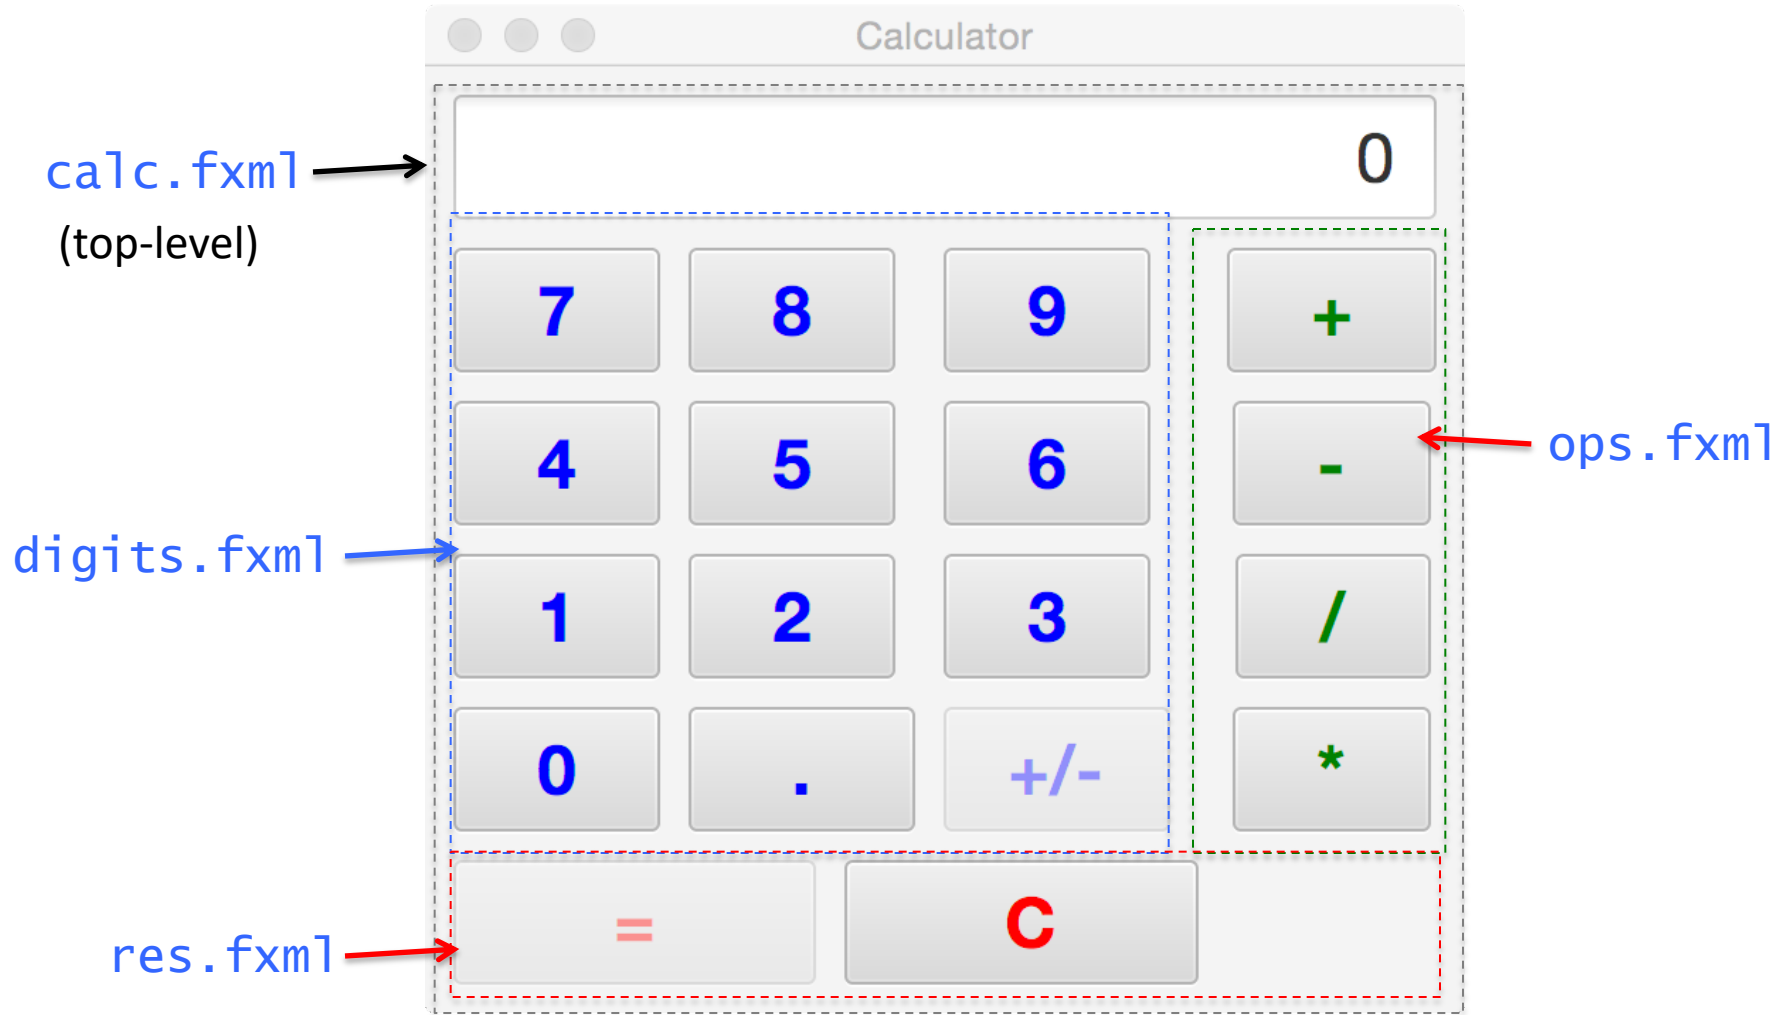 Calculator
0
calc.fxml
(top-level)
7 8 9 +
4 5 6 -
ops.fxml
digits.fxml
1 2 3 /
0 . +/- *
= C
res.fxml